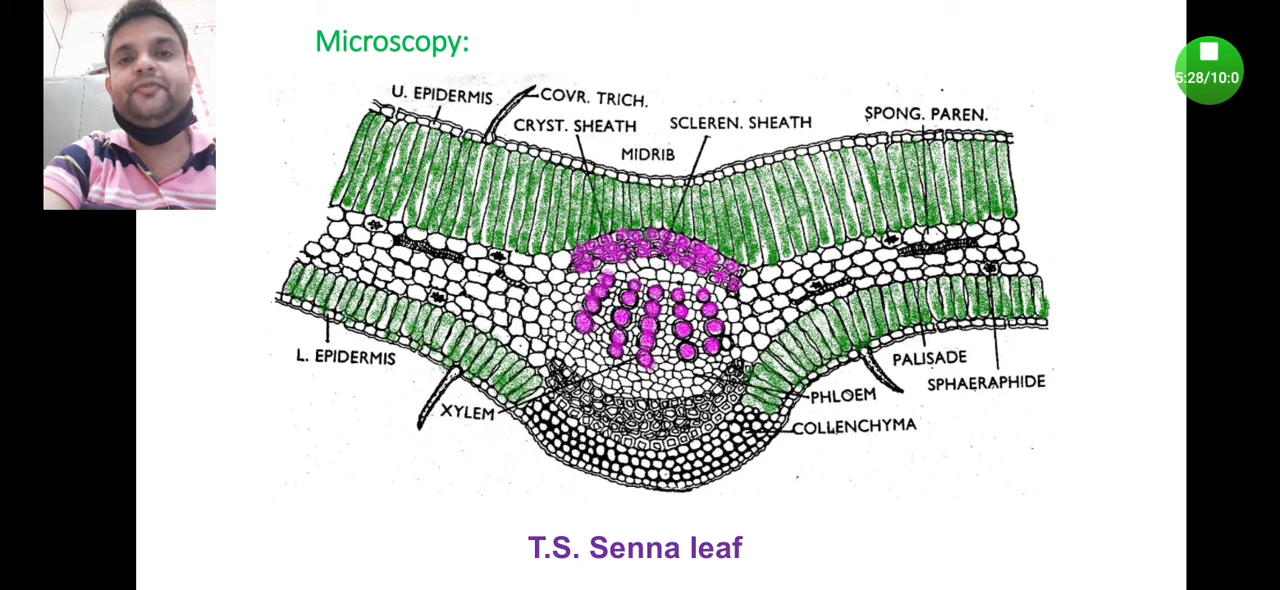 Microscopy:
5:28/10:0
U. EPIDERMIS
COVR. TRICH.
CRYST. SHEATH
SCLEREN. SHEATH
SPONG. PAREN.
MIDRIB
L. EPIDERMIS
PALISADE
SPHAERAPHIDE
XYLEM
PHLOEM
COLLENCHYMA
T.S. Senna leaf